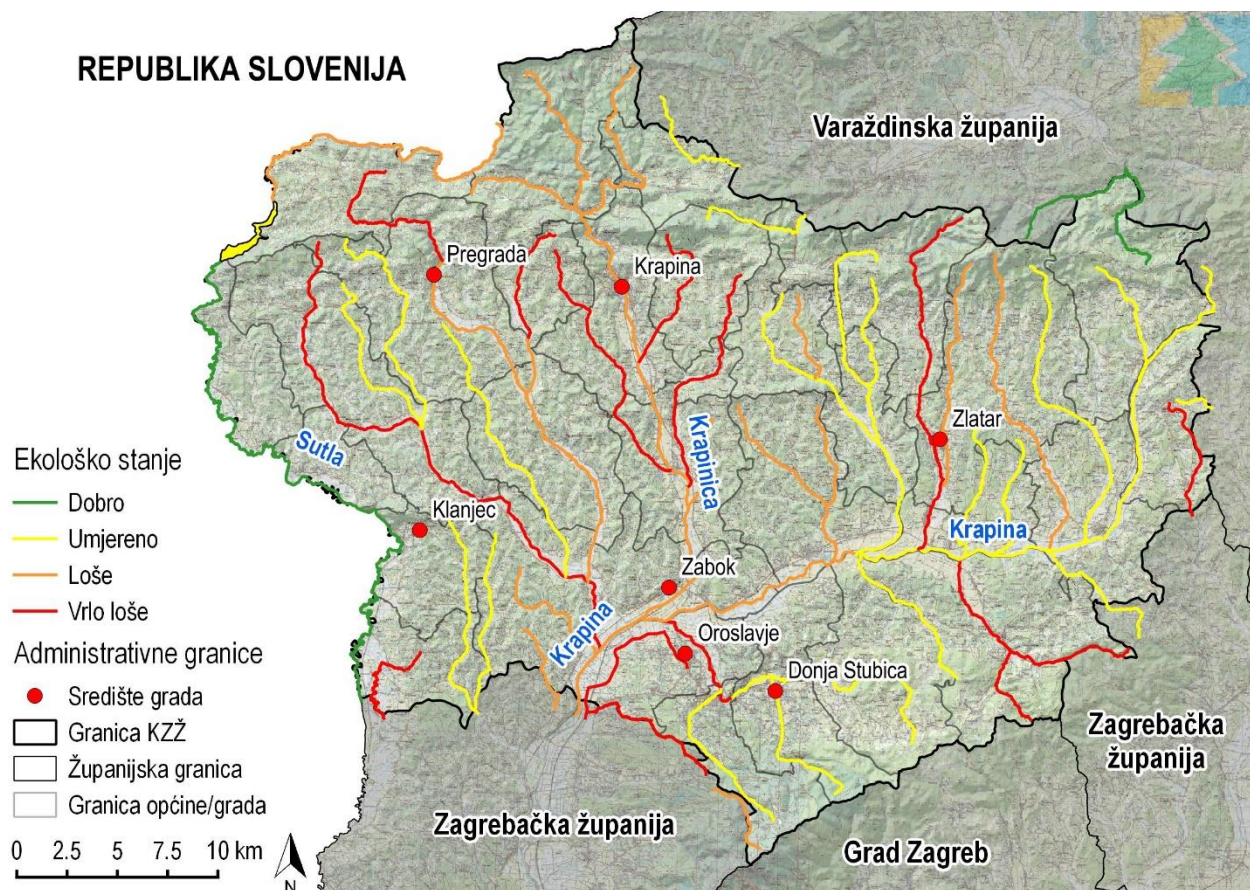 REPUBLIKA SLOVENIJA
Varaždinska županija
Pregrada
Krapina
Zlatar
Krapinica
Sutla
Ekološko stanje
Dobro
Umjereno
Loše
Vrlo loše
Klanjec
Krapina
Zabok
Krapina
Oroslavje
Donja Stubica
Administrativne granice
Središte grada
Granica KZŽ
Županijska granica
Granica općine/grada
Zagrebačka
županija
Zagrebačka županija
Grad Zagreb
0 2.5 5 10 km
N